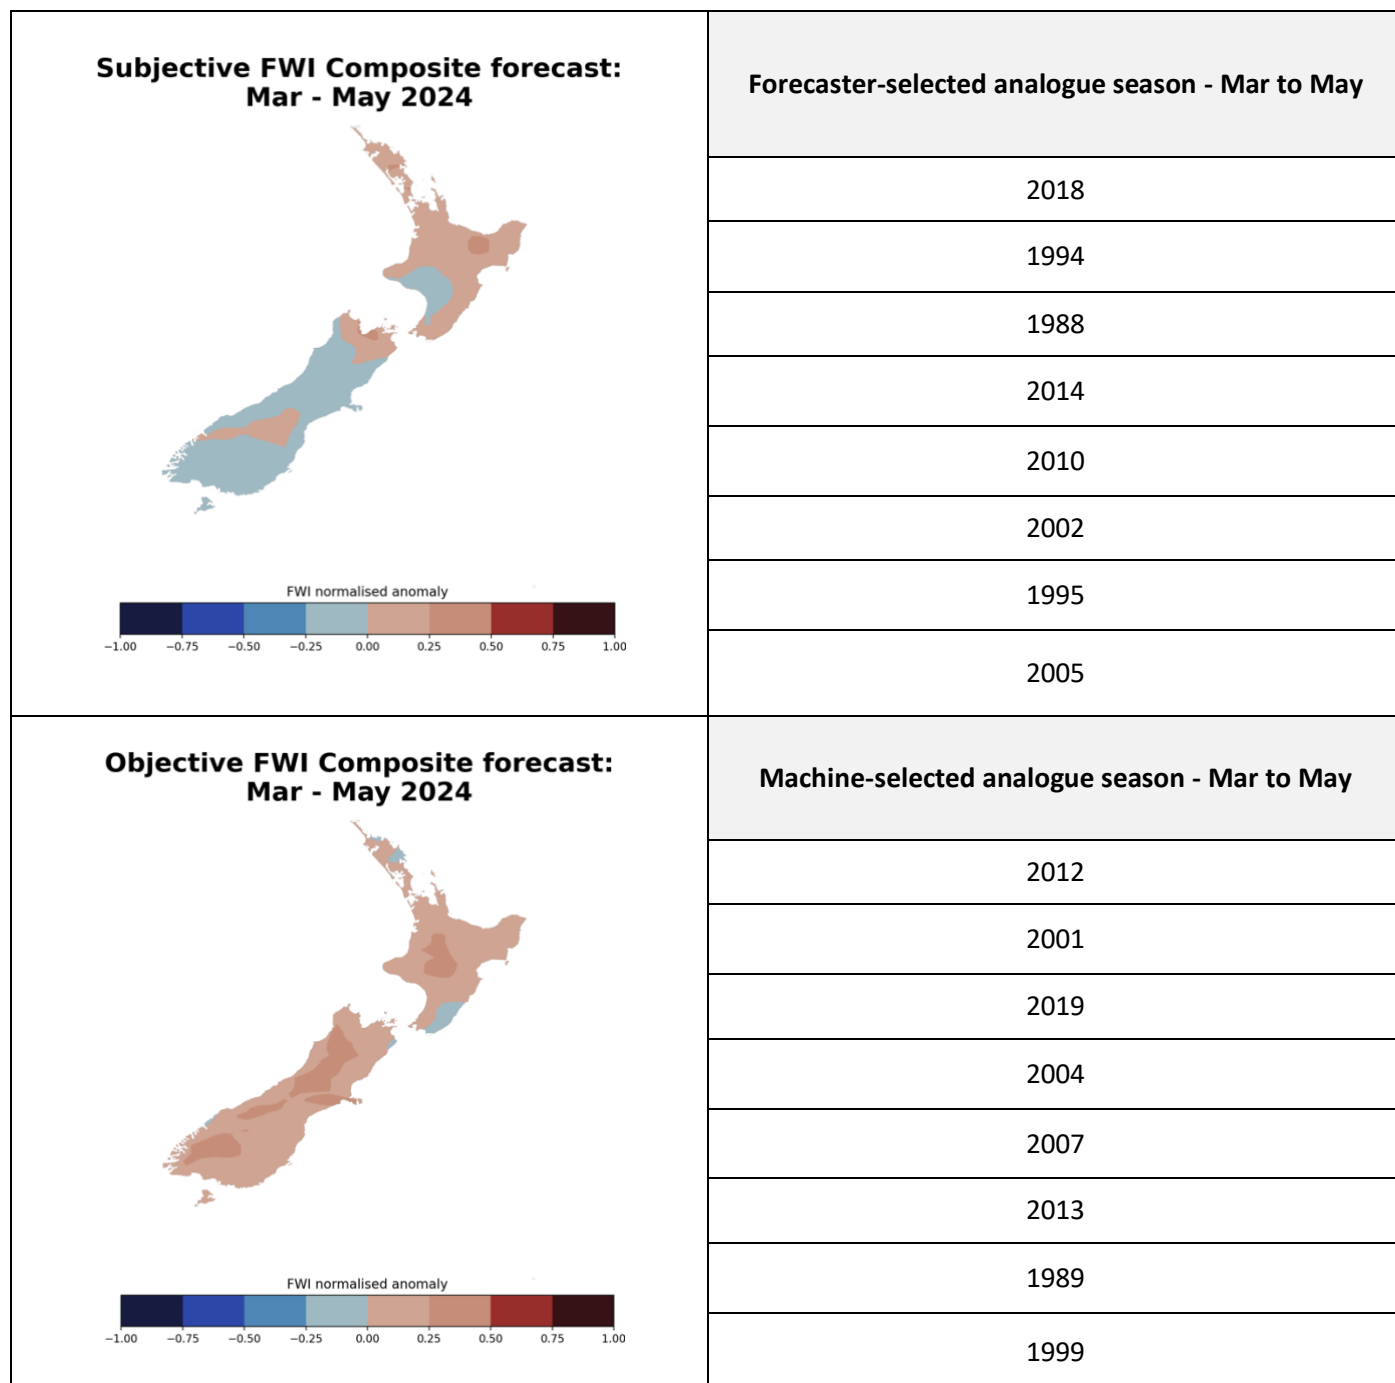 Subjective FWI Composite forecast:
Mar - May 2024
FWI normalised anomaly
−1.00 −0.75 −0.50 −0.25 0.00 0.25 0.50 0.75 1.00
Forecaster-selected analogue season - Mar to May
2018
1994
1988
2014
2010
2002
1995
2005
Objective FWI Composite forecast:
Mar - May 2024
FWI normalised anomaly
−1.00 −0.75 −0.50 −0.25 0.00 0.25 0.50 0.75 1.00
Machine-selected analogue season - Mar to May
2012
2001
2019
2004
2007
2013
1989
1999